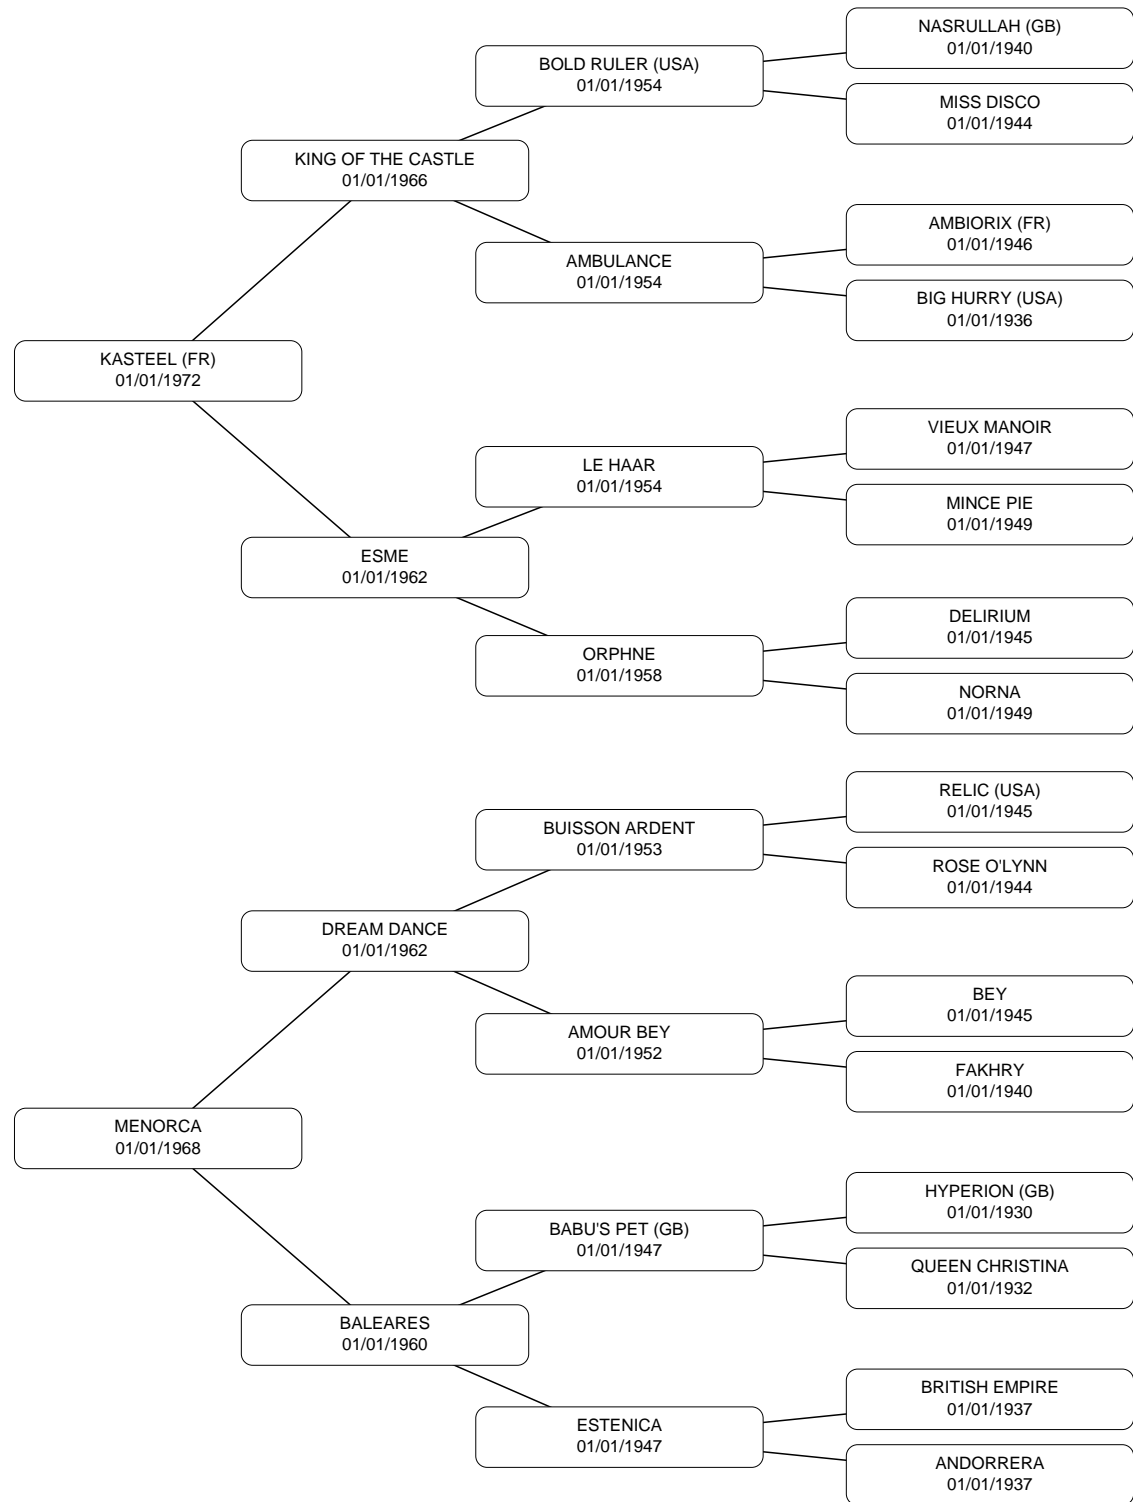 NASRULLAH (GB)
01/01/1940
BOLD RULER (USA)
01/01/1954
MISS DISCO
01/01/1944
KING OF THE CASTLE
01/01/1966
AMBIORIX (FR)
01/01/1946
AMBULANCE
01/01/1954
BIG HURRY (USA)
01/01/1936
KASTEEL (FR)
01/01/1972
VIEUX MANOIR
01/01/1947
LE HAAR
01/01/1954
MINCE PIE
01/01/1949
ESME
01/01/1962
DELIRIUM
01/01/1945
ORPHNE
01/01/1958
NORNA
01/01/1949
RELIC (USA)
01/01/1945
BUISSON ARDENT
01/01/1953
ROSE O'LYNN
01/01/1944
DREAM DANCE
01/01/1962
BEY
01/01/1945
AMOUR BEY
01/01/1952
FAKHRY
01/01/1940
MENORCA
01/01/1968
HYPERION (GB)
01/01/1930
BABU'S PET (GB)
01/01/1947
QUEEN CHRISTINA
01/01/1932
BALEARES
01/01/1960
BRITISH EMPIRE
01/01/1937
ESTENICA
01/01/1947
ANDORRERA
01/01/1937